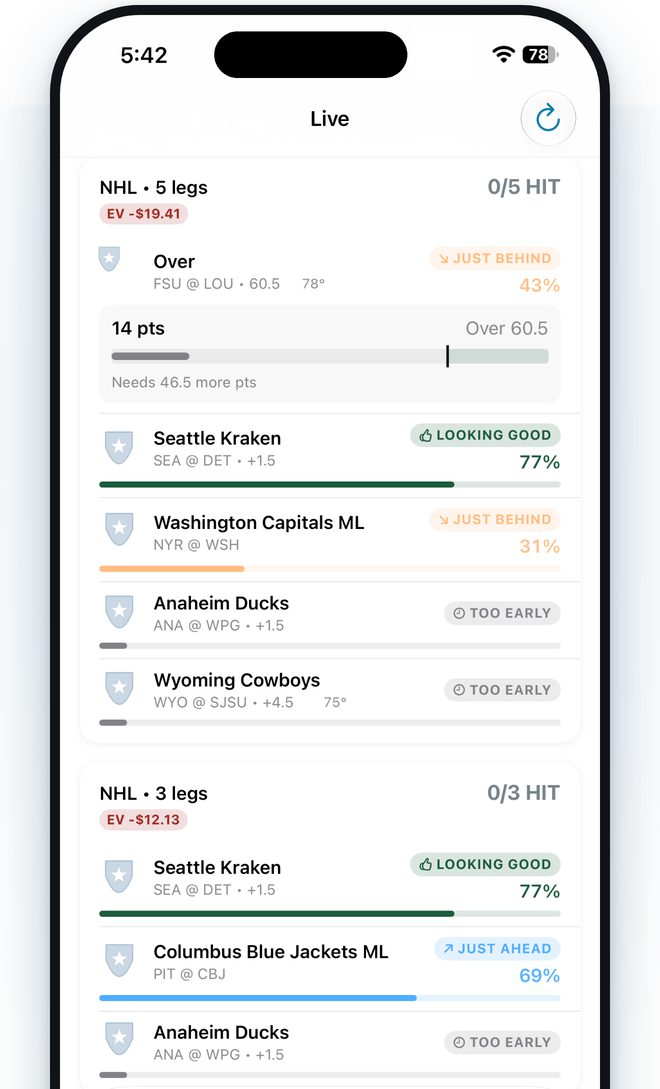 5:42
78
Live
NHL • 5 legs
0/5 HIT
EV -$19.41
Over
JUST BEHIND
FSU @ LOU • 60.5 78°
43%
14 pts
Over 60.5
Needs 46.5 more pts
Seattle Kraken
LOOKING GOOD
SEA @ DET • +1.5
77%
Washington Capitals ML
JUST BEHIND
NYR @ WSH
31%
Anaheim Ducks
TOO EARLY
ANA @ WPG • +1.5
Wyoming Cowboys
TOO EARLY
WYO @ SJSU • +4.5 75°
NHL • 3 legs
0/3 HIT
EV -$12.13
Seattle Kraken
LOOKING GOOD
SEA @ DET • +1.5
77%
Columbus Blue Jackets ML
JUST AHEAD
PIT @ CBJ
69%
Anaheim Ducks
TOO EARLY
ANA @ WPG • +1.5